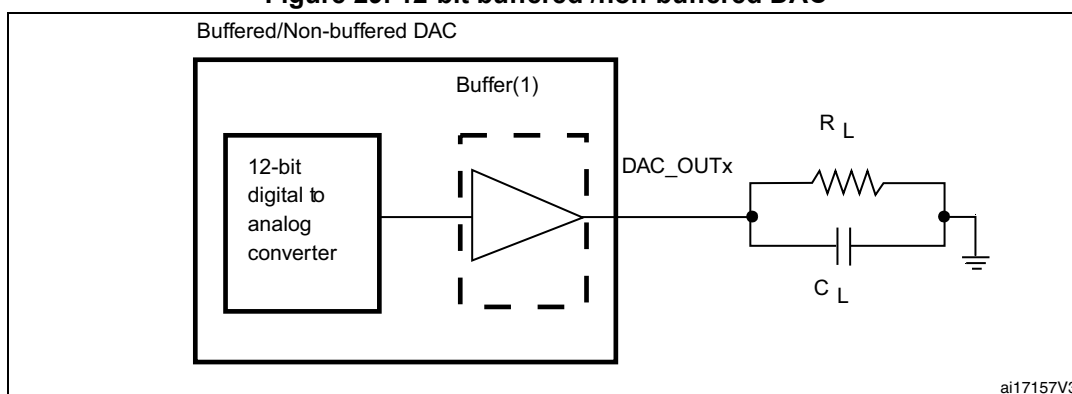 Figure 12-bit buffered /non-buffered DAC
Buffered/Non-buffered DAC
Buffer(1)
R L
12-bit
digital to
analog
converter
DAC_OUTx
C L
ai17157V3